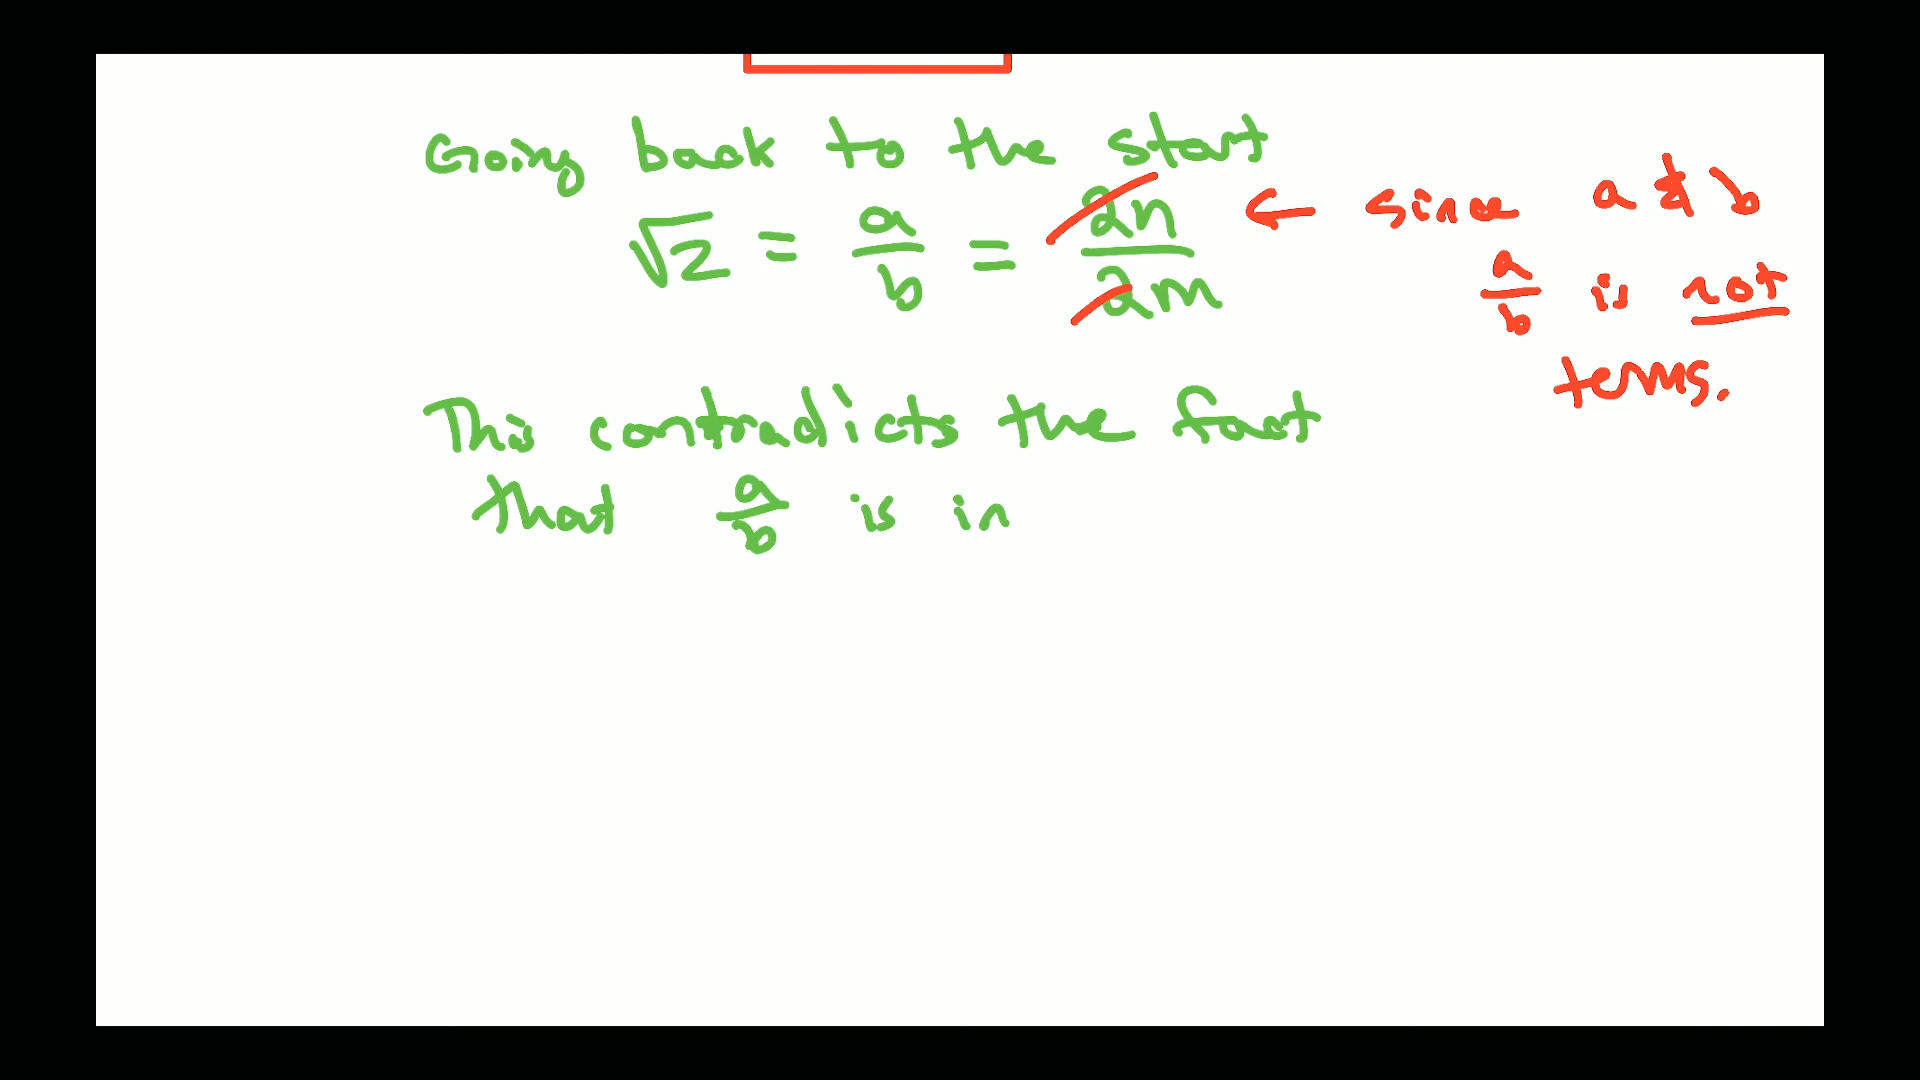 Going back to the start
√2 = a/b = 2n/2m ← since a & b
a/b is not
terms.
This contradicts the fact
that a/b is in